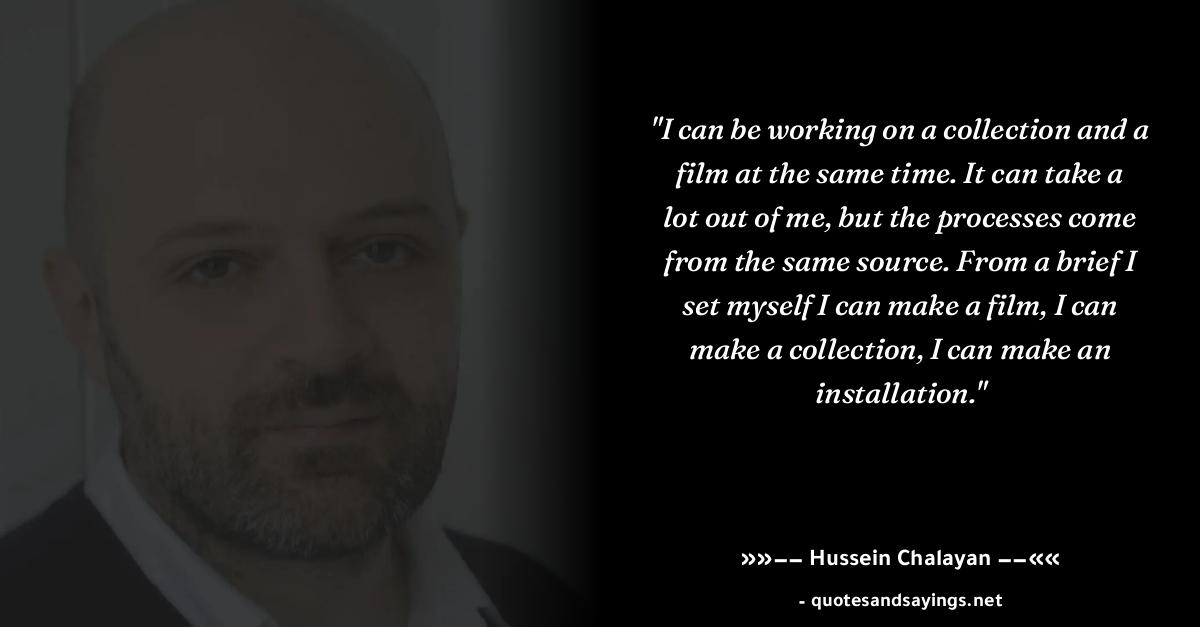 "I can be working on a collection and a
film at the same time. It can take a
lot out of me, but the processes come
from the same source. From a brief I
set myself I can make a film, I can
make a collection, I can make an
installation."
»»−− Hussein Chalayan −−««
- quotesandsayings.net